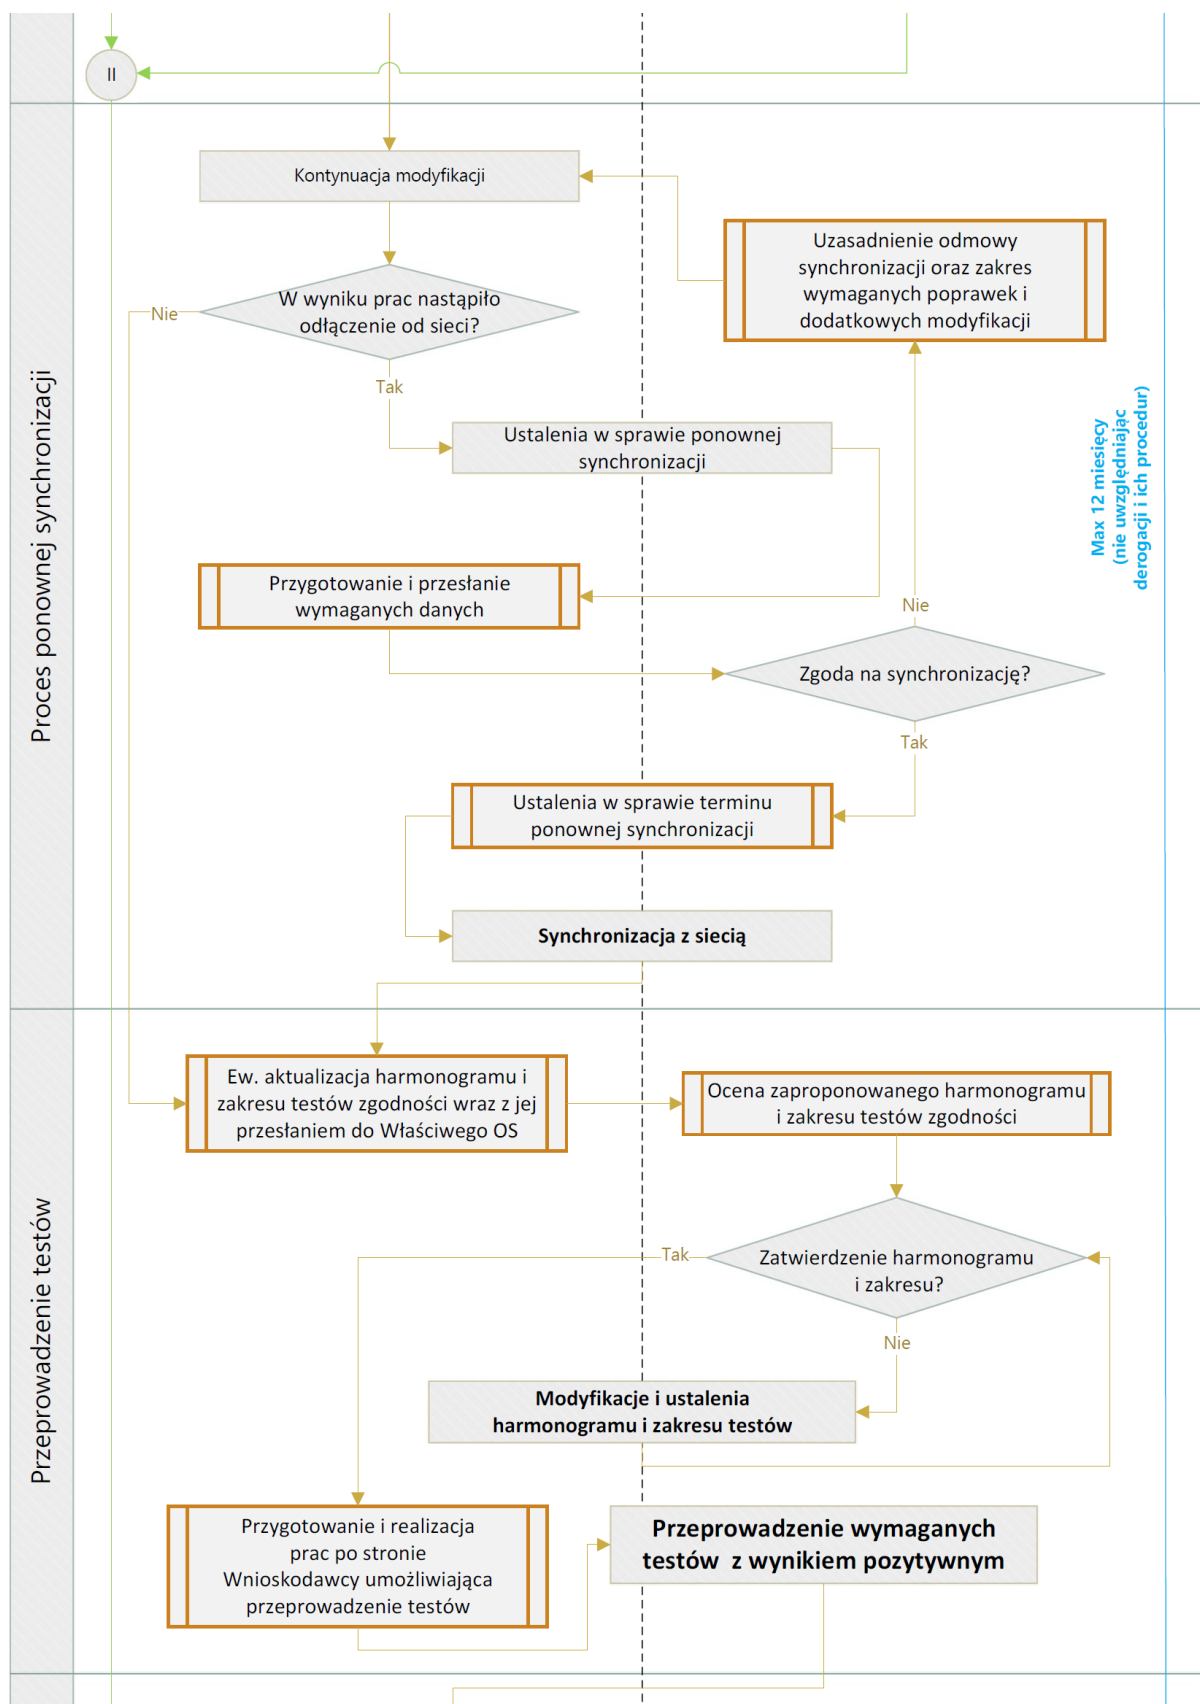 II
Proces ponownej synchronizacji
Kontynuacja modyfikacji
Uzasadnienie odmowy
synchronizacji oraz zakres
wymaganych poprawek i
dodatkowych modyfikacji
W wyniku prac nastąpiło
odłączenie od sieci?
Nie
Tak
Max 12 miesięcy
(nie uwzględniając
derogacji i ich procedur)
Ustalenia w sprawie ponownej
synchronizacji
Przygotowanie i przesłanie
wymaganych danych
Nie
Zgoda na synchronizację?
Tak
Ustalenia w sprawie terminu
ponownej synchronizacji
Synchronizacja z siecią
Przeprowadzenie testów
Ew. aktualizacja harmonogramu i
zakresu testów zgodności wraz z jej
przesłaniem do Właściwego OS
Ocena zaproponowanego harmonogramu
i zakresu testów zgodności
Tak
Zatwierdzenie harmonogramu
i zakresu?
Nie
Modyfikacje i ustalenia
harmonogramu i zakresu testów
Przygotowanie i realizacja
prac po stronie
Wnioskodawcy umożliwiająca
przeprowadzenie testów
Przeprowadzenie wymaganych
testów z wynikiem pozytywnym